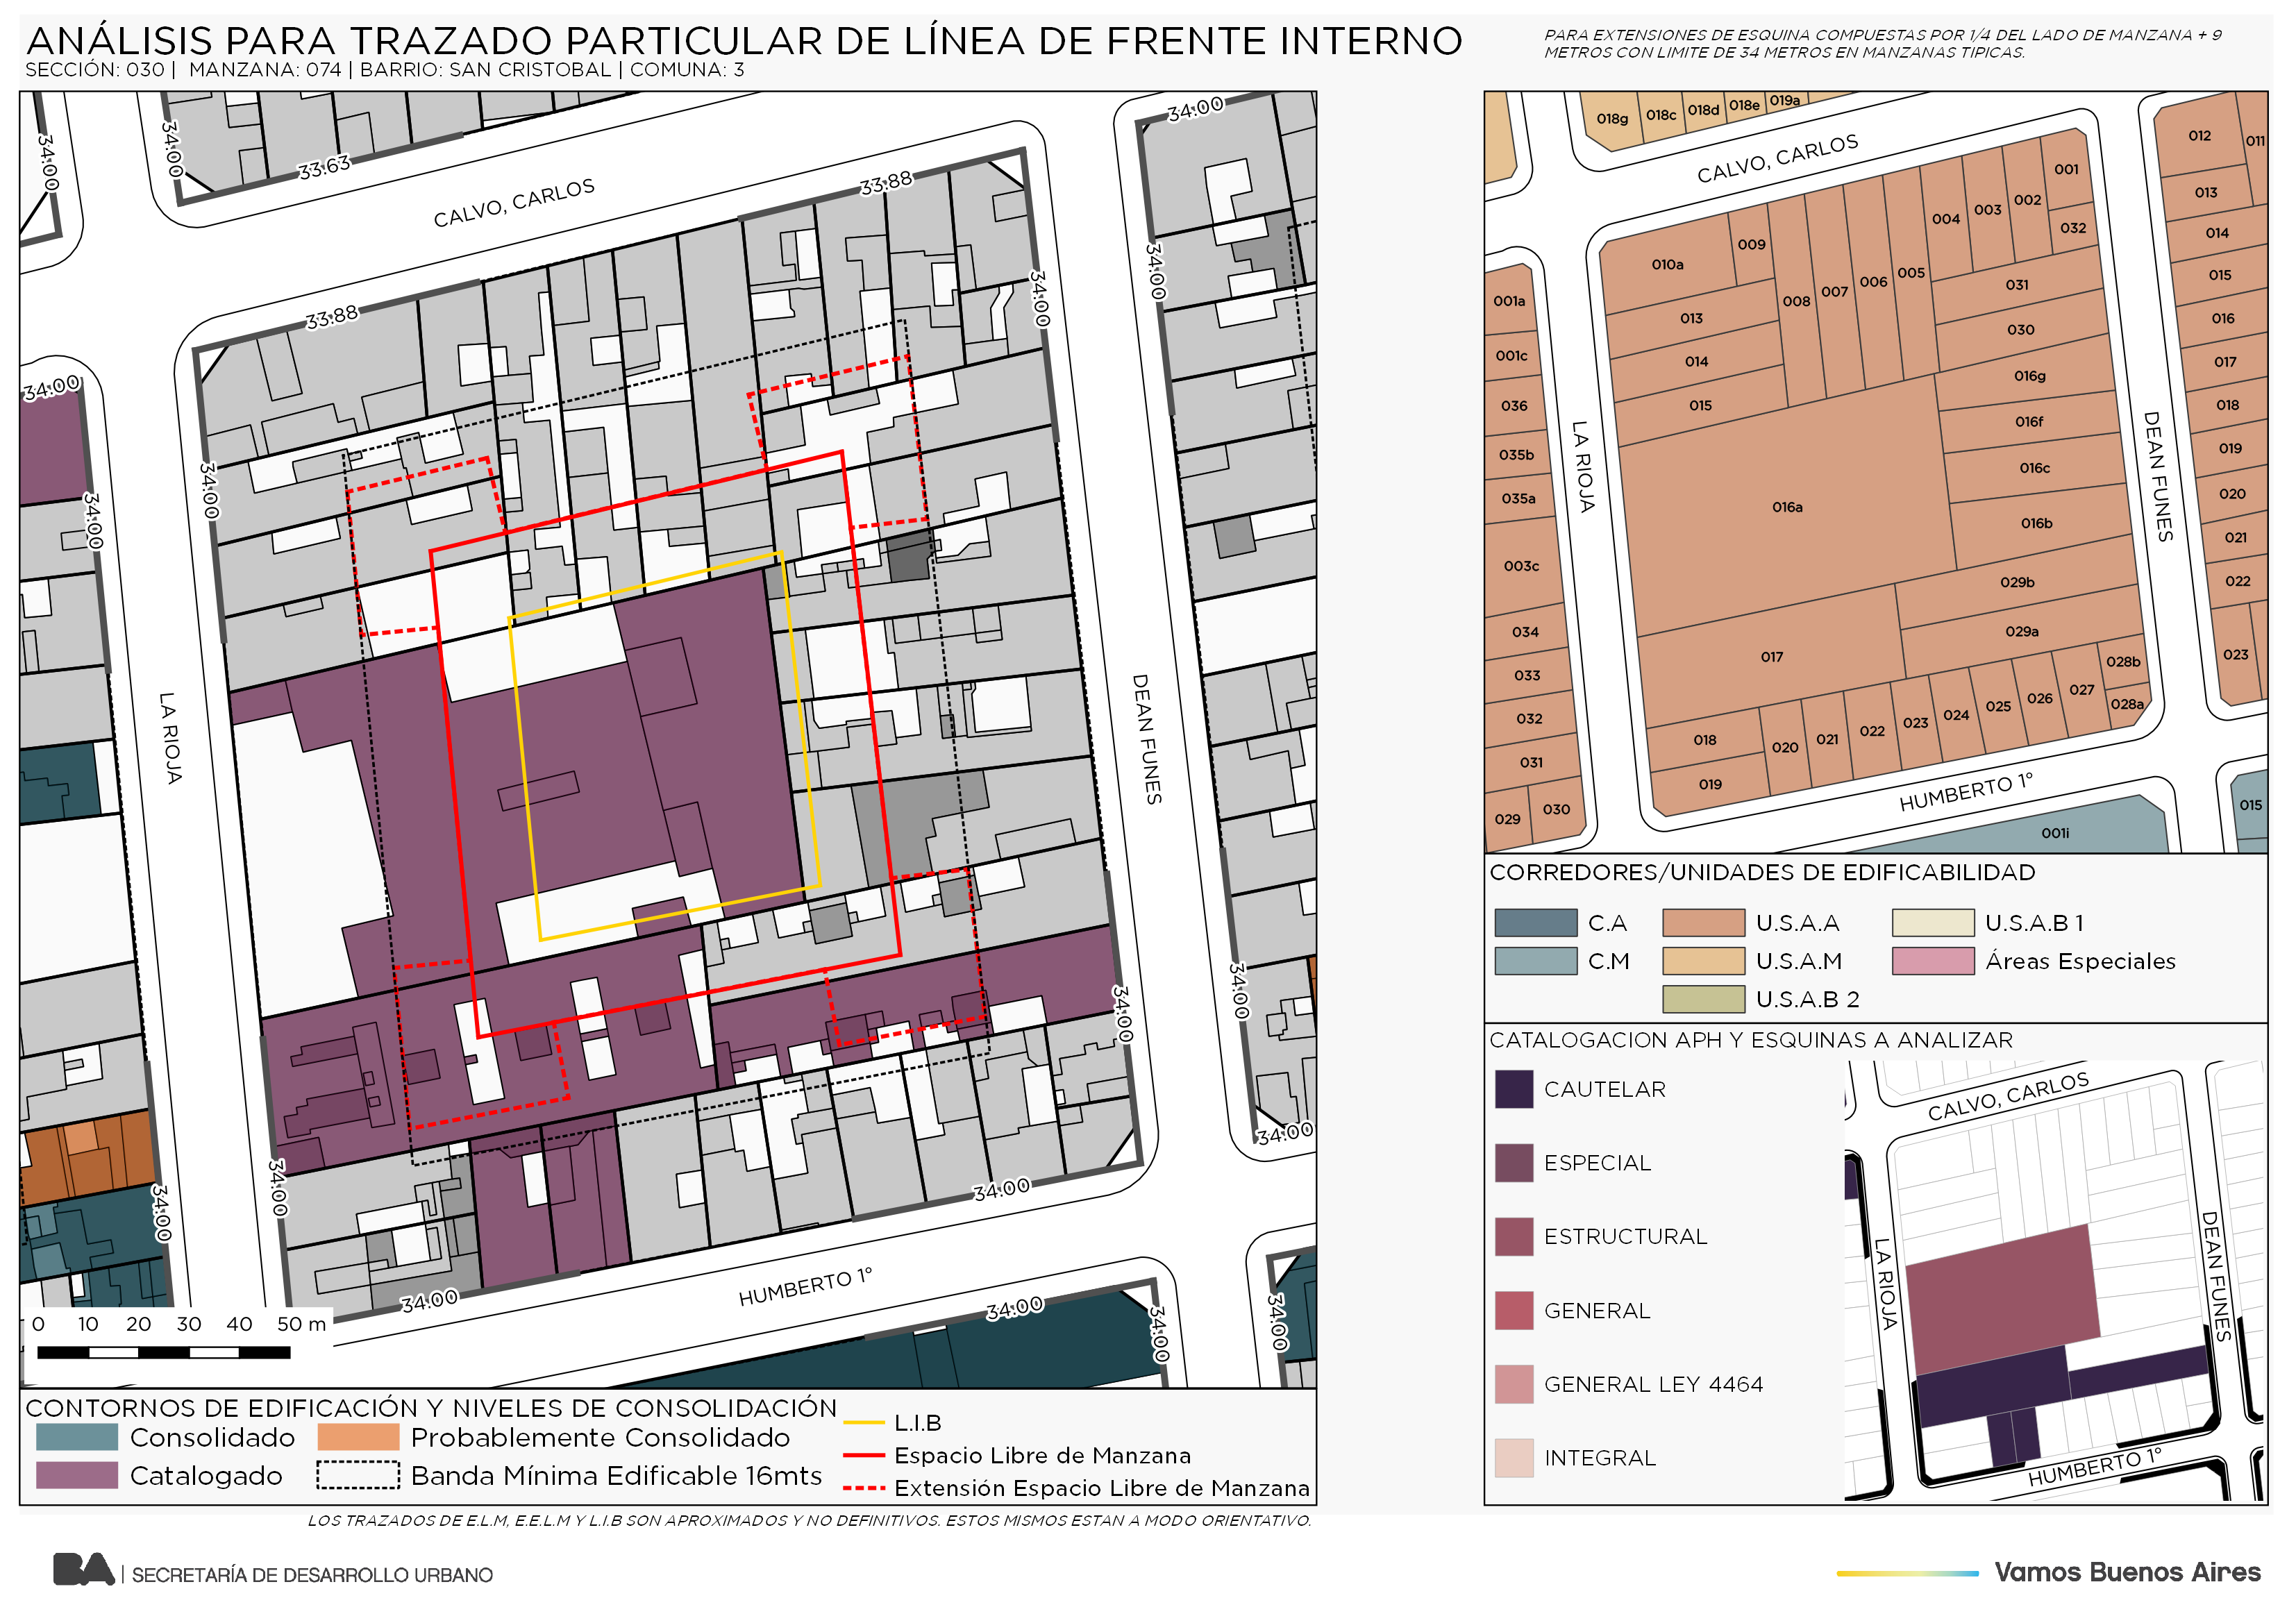 ANÁLISIS PARA TRAZADO PARTICULAR DE LÍNEA DE FRENTE INTERNO
SECCIÓN: 030 | MANZANA: 074 | BARRIO: SAN CRISTOBAL | COMUNA: 3
PARA EXTENSIONES DE ESQUINA COMPUESTAS POR 1/4 DEL LADO DE MANZANA + 9
METROS CON LIMITE DE 34 METROS EN MANZANAS TIPICAS.
34.00
34.00
33.63
CALVO, CARLOS
33.88
34.00
34.00
34.00
33.88
34.00
34.00
34.00
LA RIOJA
DEAN FUNES
34.00
34.00
34.00
34.00
34.00
34.00
34.00
34.00
HUMBERTO 1°
34.00
34.00
34.00
0 10 20 30 40 50 m
CONTORNOS DE EDIFICACIÓN Y NIVELES DE CONSOLIDACIÓN
Consolidado
Probablemente Consolidado
Catalogado
Banda Mínima Edificable 16mts
L.I.B
Espacio Libre de Manzana
Extensión Espacio Libre de Manzana
LOS TRAZADOS DE E.L.M, E.E.L.M Y L.I.B SON APROXIMADOS Y NO DEFINITIVOS. ESTOS MISMOS ESTAN A MODO ORIENTATIVO.
018g 018c 018d 018e 019a
CALVO, CARLOS
012 011
013
014
015
016
017
018
019
020
021
022
023
001a
001c
036
035b
035a
003c
034
033
032
031
029 030
LA RIOJA
010a 009 008 007 006 005 004 003 002 001
032
031
030
013
014
015
016g
016f
016c
016b
016a
029b
029a
017
028b
028a
018
019
020 021 022 023 024 025 026 027
DEAN FUNES
HUMBERTO 1°
001i
015
CORREDORES/UNIDADES DE EDIFICABILIDAD
C.A
U.S.A.A
U.S.A.B 1
C.M
U.S.A.M
Áreas Especiales
U.S.A.B 2
CATALOGACION APH Y ESQUINAS A ANALIZAR
CAUTELAR
ESPECIAL
ESTRUCTURAL
GENERAL
GENERAL LEY 4464
INTEGRAL
CALVO, CARLOS
LA RIOJA
DEAN FUNES
HUMBERTO 1°
BA | SECRETARÍA DE DESARROLLO URBANO
Vamos Buenos Aires